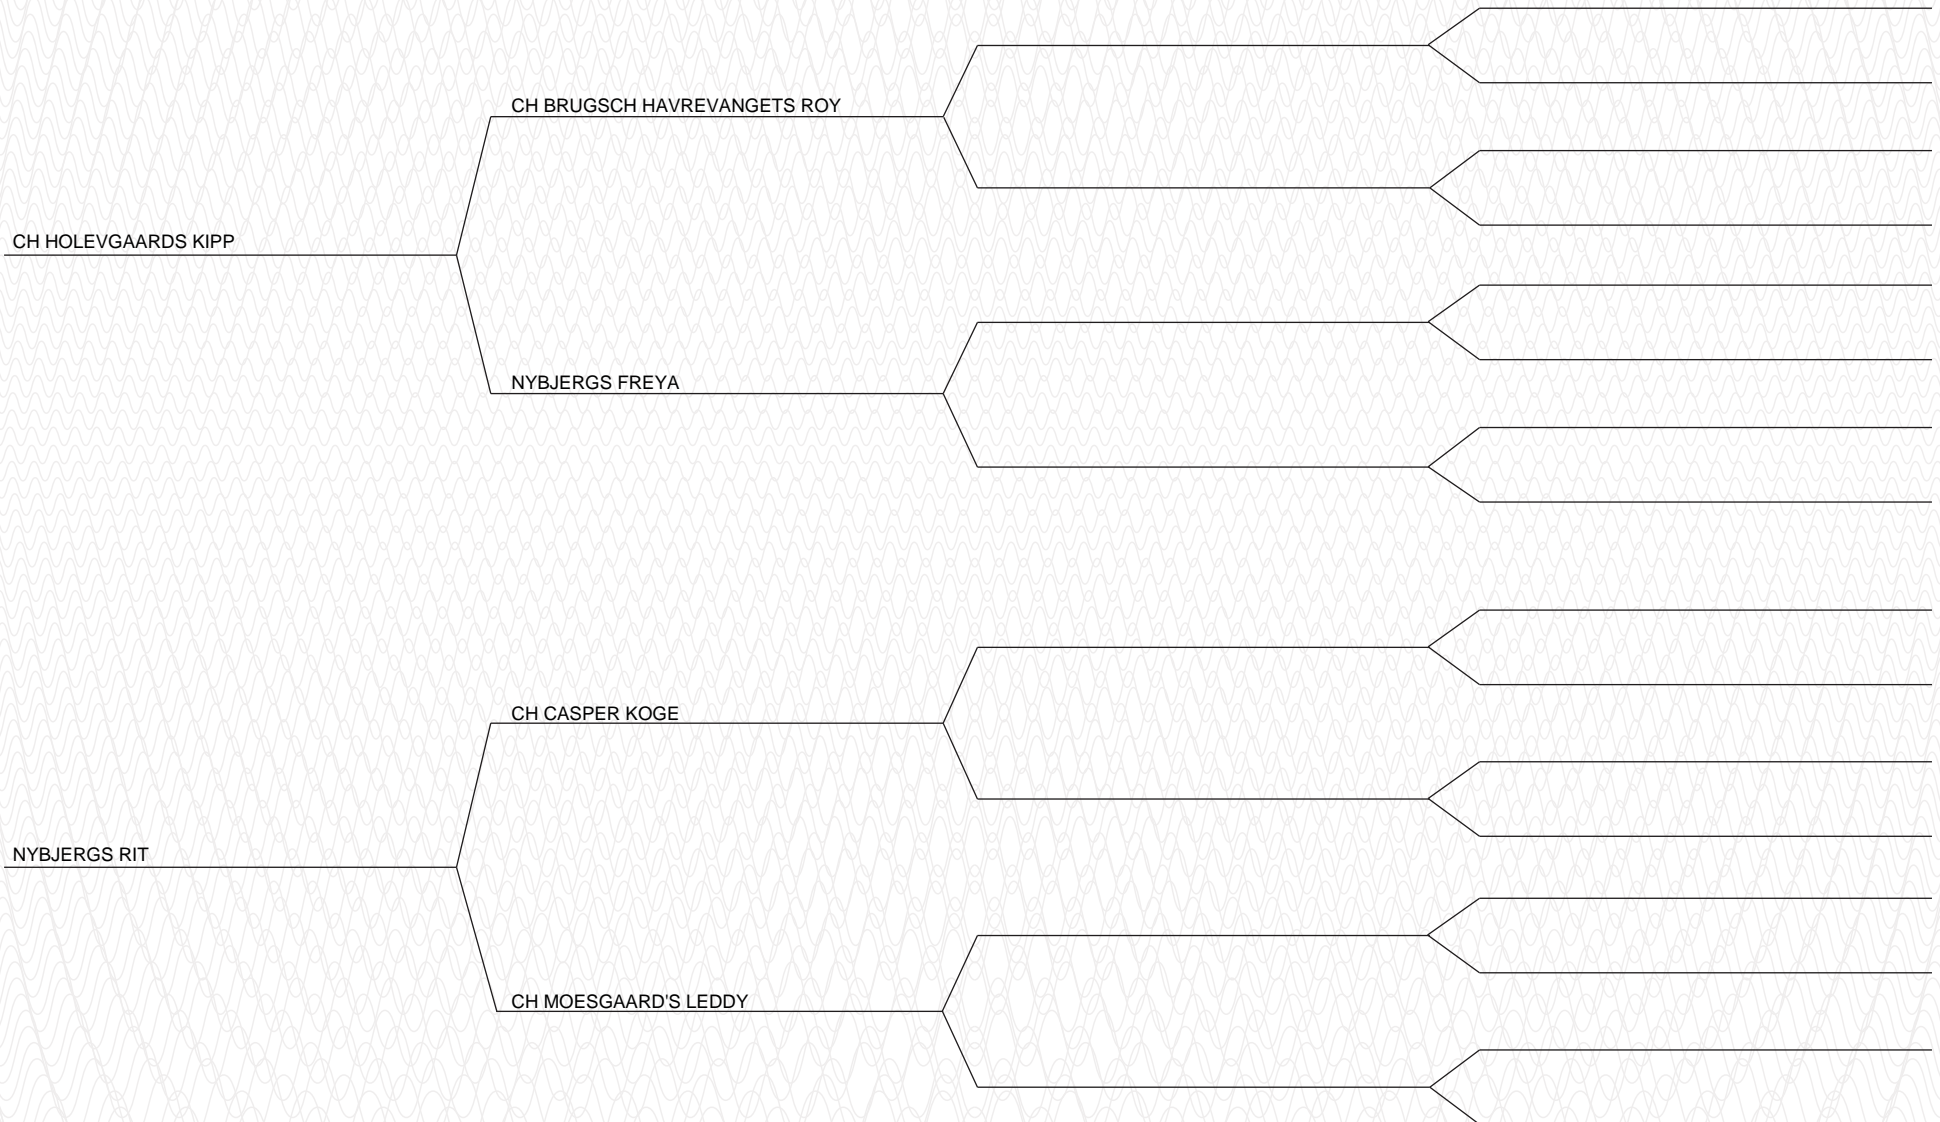 CH BRUGSCH HAVREVANGETS ROY
CH HOLEVGAARDS KIPP
NYBJERGS FREYA
CH CASPER KOGE
NYBJERGS RIT
CH MOESGAARD'S LEDDY